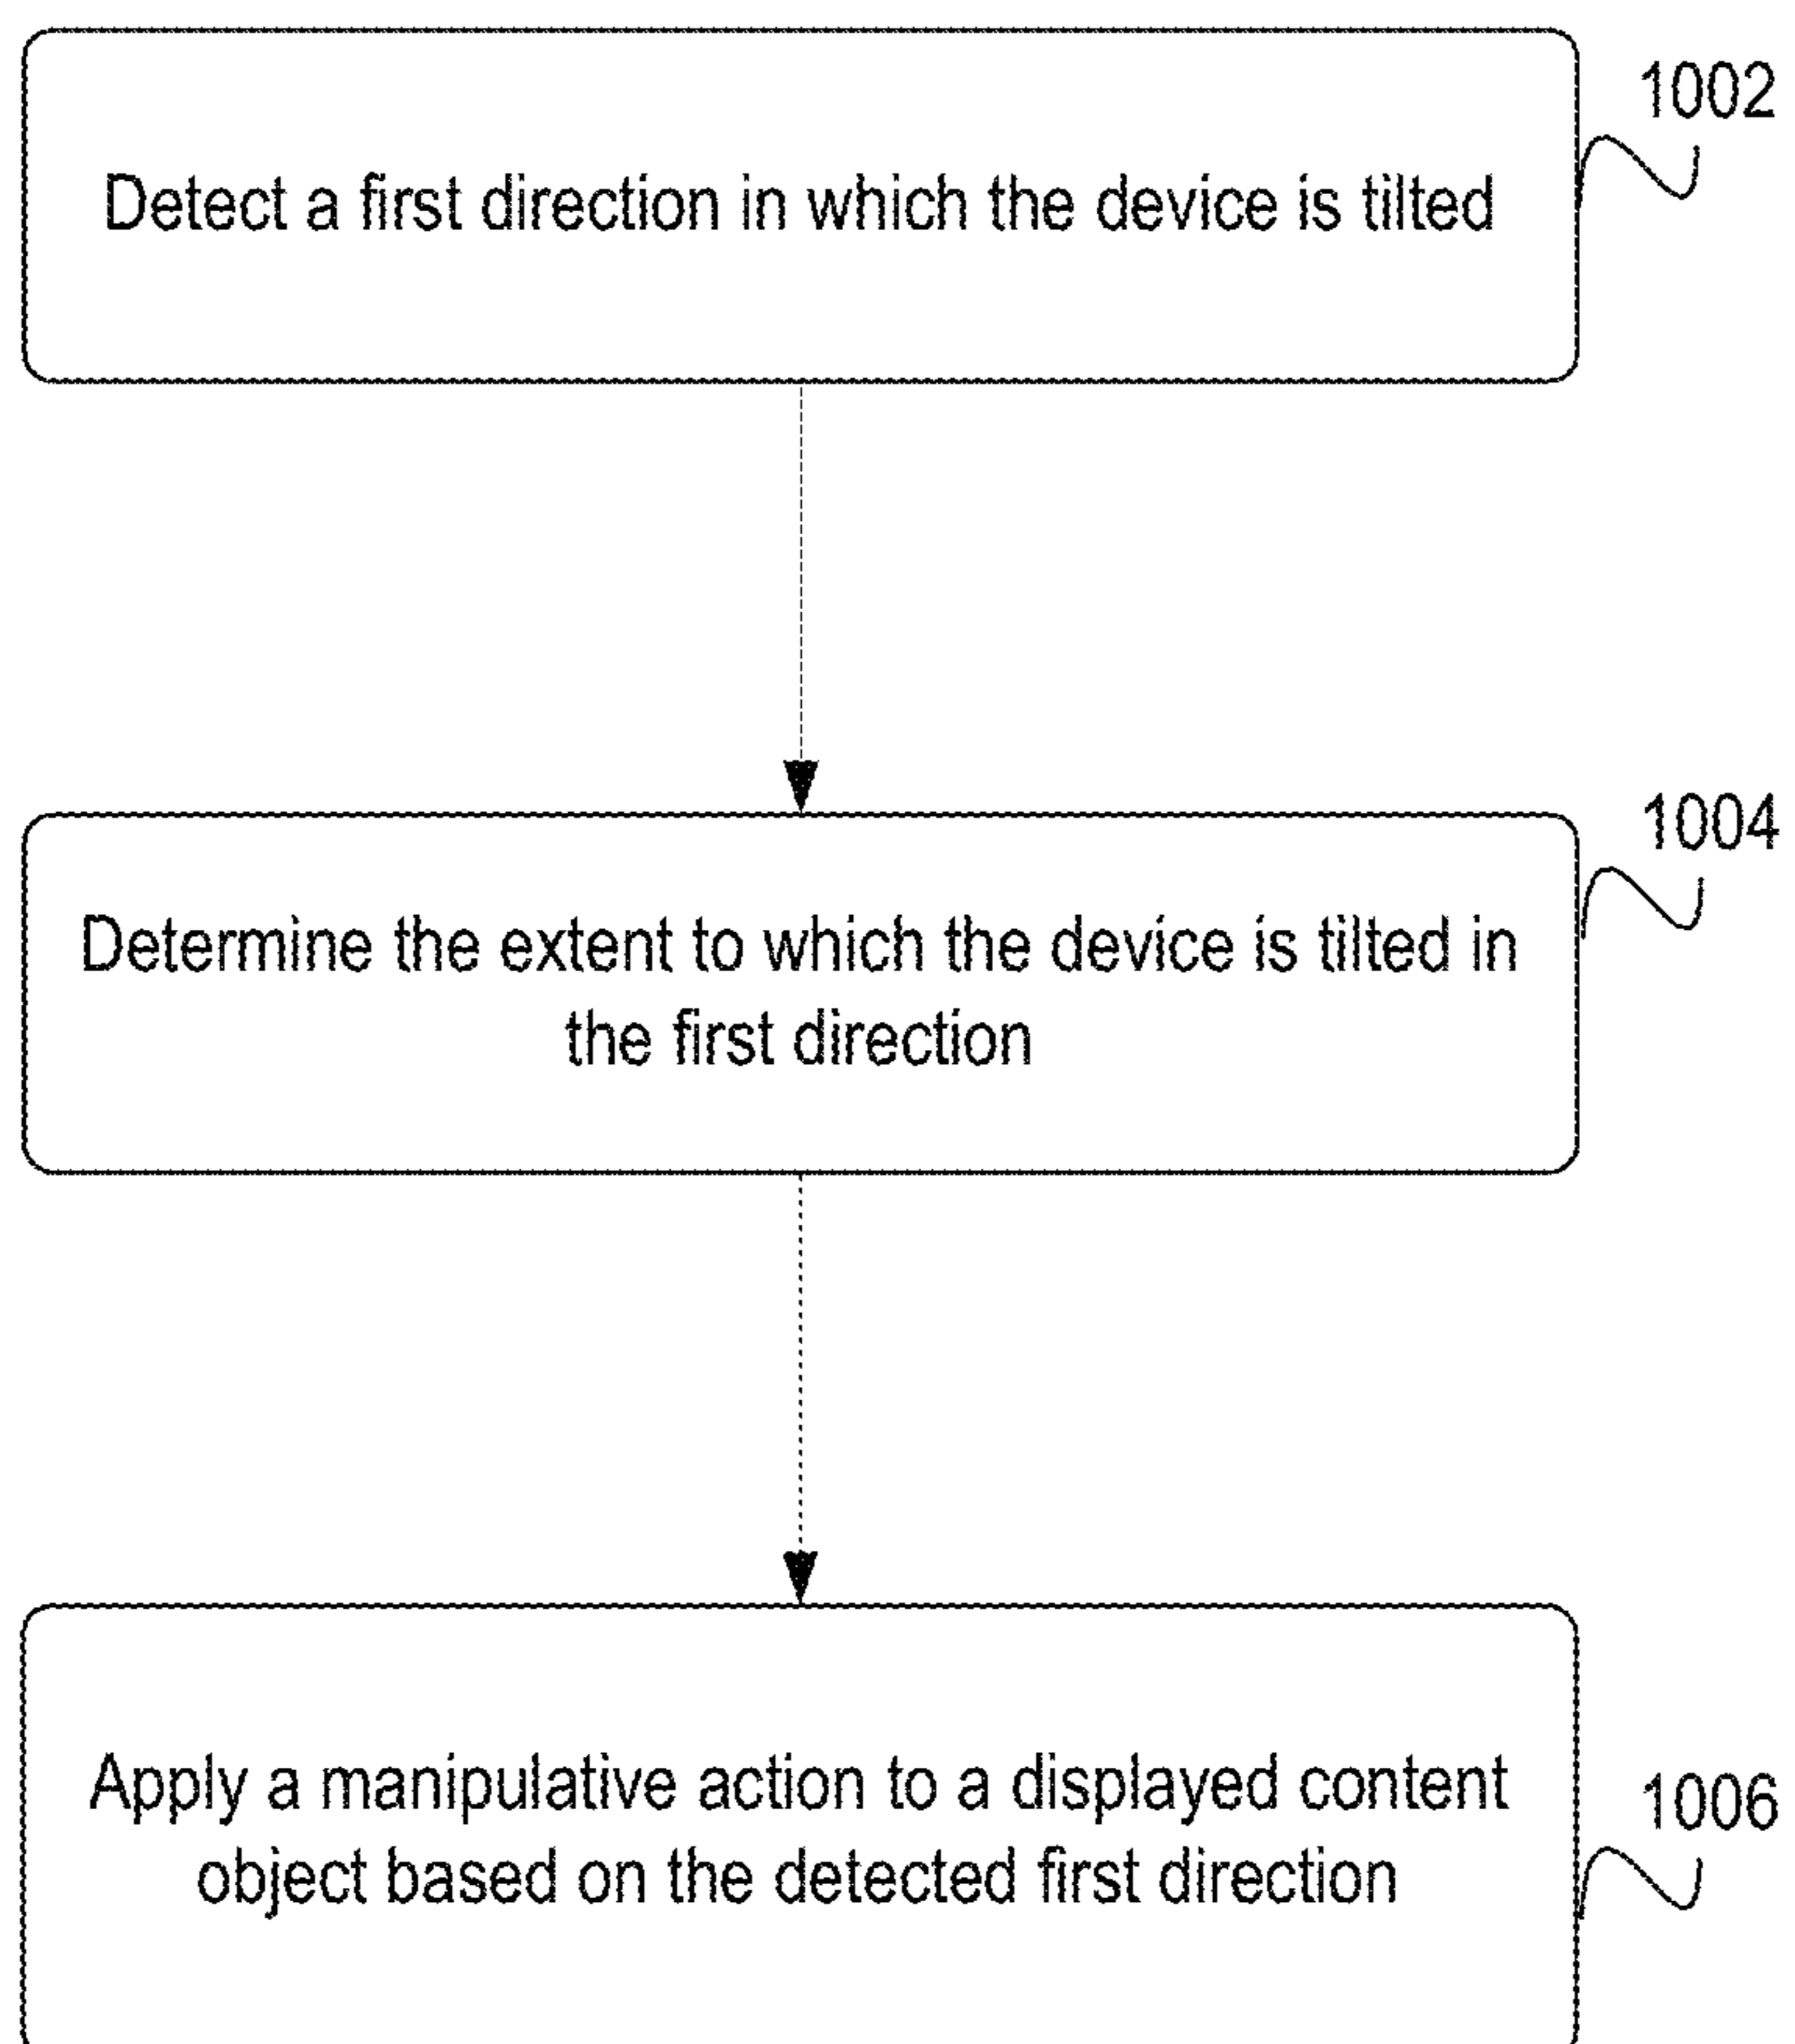 1002
Detect a first direction in which the device is tilted
1004
Determine the extent to which the device is tilted in
the first direction
Apply a manipulative action to a displayed content
1006
object based on the detected first direction